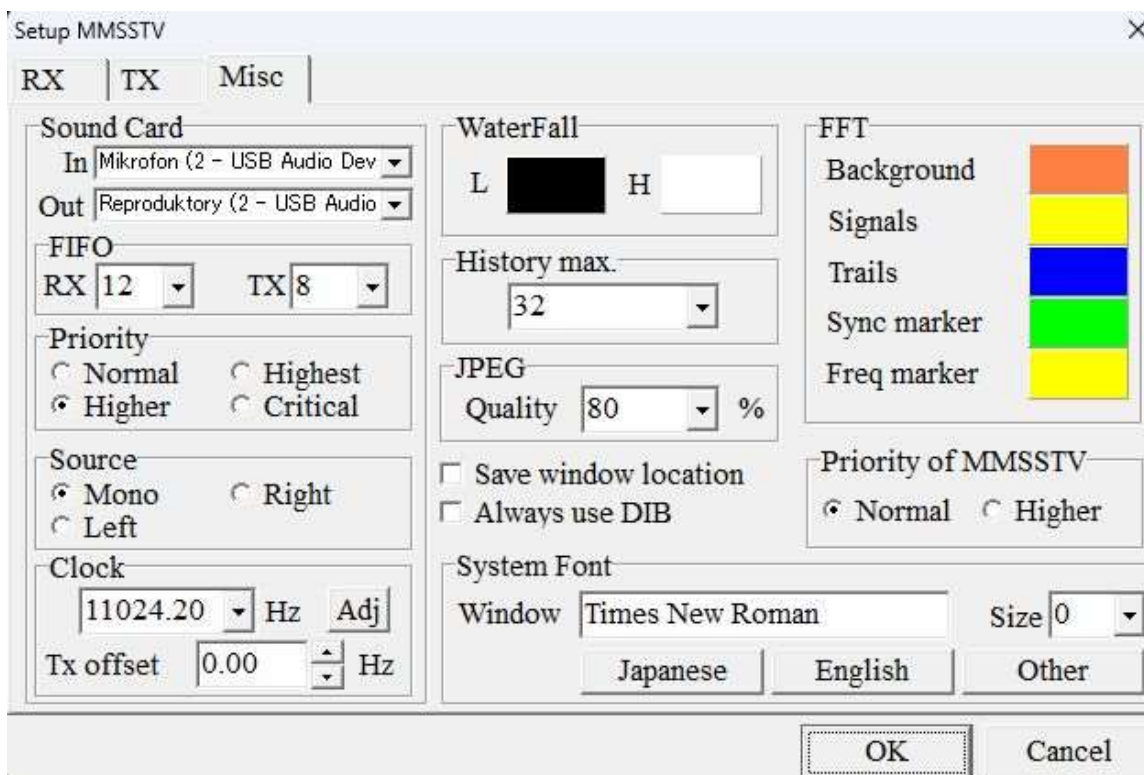 Setup MMSSTV
RX TX Misc
Sound Card
In Mikrofon (2 - USB Audio Dev
Out Reproduktory (2 - USB Audio
FIFO
RX 12 TX 8
Priority
Normal Highest
Higher Critical
Source
Mono Right
Left
Clock
11024.20 Hz Adj
Tx offset 0.00 Hz
WaterFall
L H
History max.
32
JPEG
Quality 80 %
Save window location
Always use DIB
FFT
Background
Signals
Trails
Sync marker
Freq marker
Priority of MMSSTV
Normal Higher
System Font
Window Times New Roman Size 0
Japanese English Other
OK Cancel